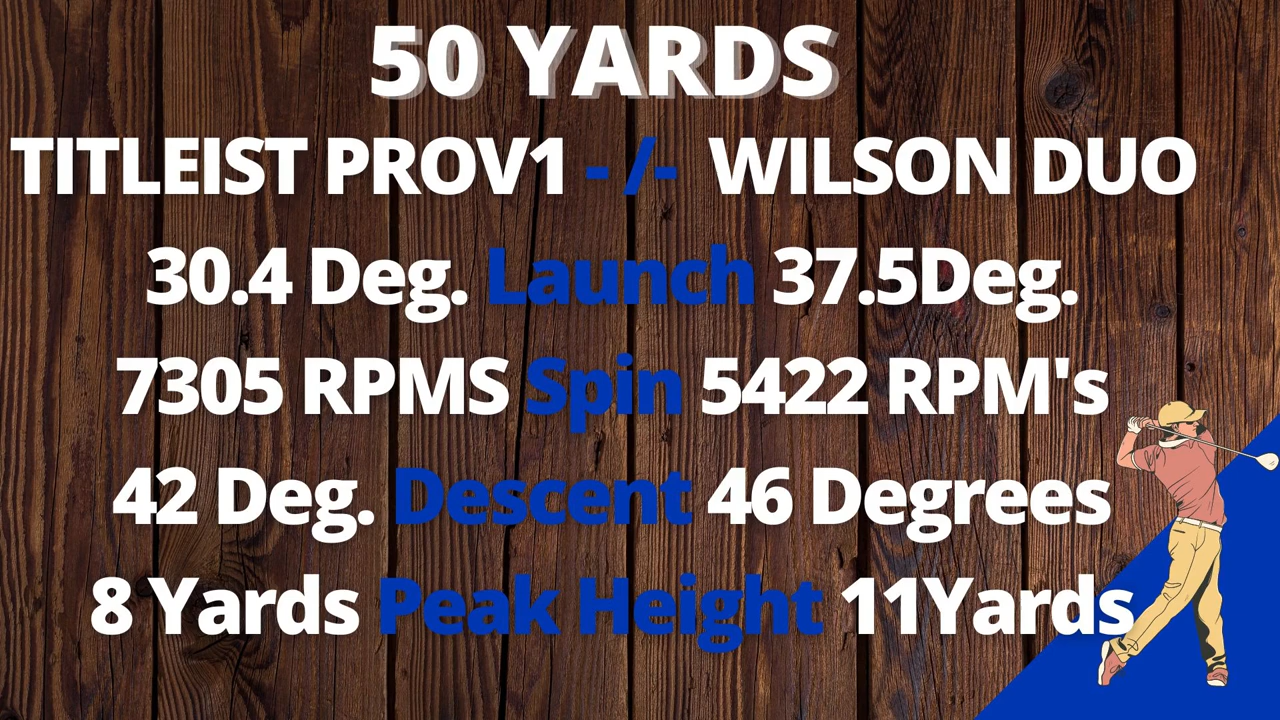 50 YARDS
TITLEIST PROV1 - /- WILSON DUO
30.4 Deg. Launch 37.5Deg.
7305 RPMS Spin 5422 RPM's
42 Deg. Descent 46 Degrees
8 Yards Peak Height 11Yards